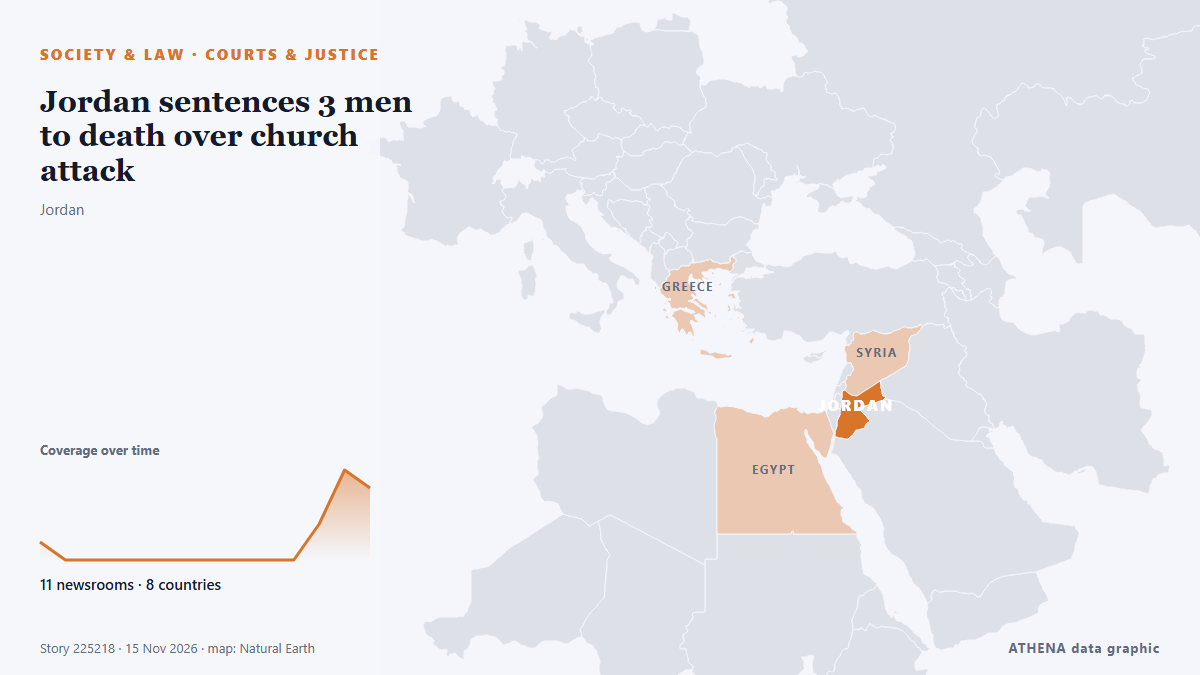 SOCIETY & LAW · COURTS & JUSTICE
Jordan sentences 3 men
to death over church
attack
Jordan
GREECE
SYRIA
JORDAN
EGYPT
Coverage over time
11 newsrooms · 8 countries
Story 225218 · 15 Nov 2026 · map: Natural Earth
ATHENA data graphic